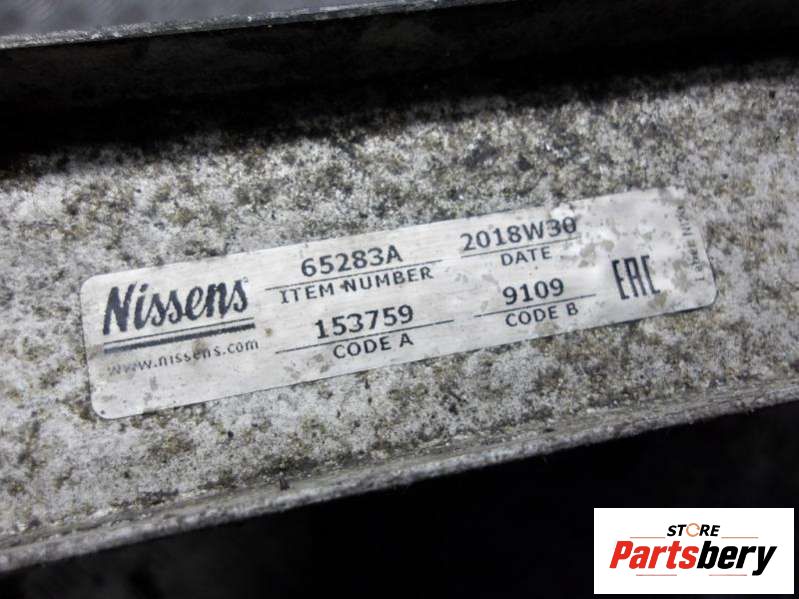 Nissens
www.nissens.com
65283A
ITEM NUMBER
2018W30
DATE
153759
CODE A
9109
CODE B
EAC
STORE
Partsbery